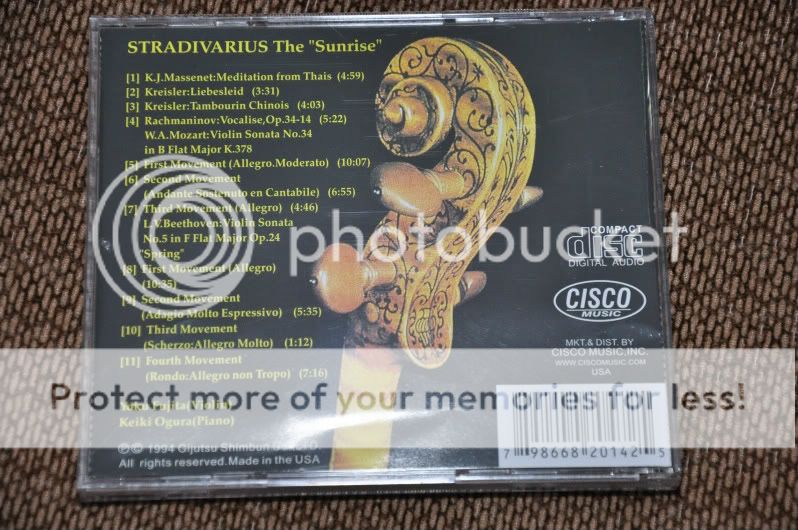 STRADIVARIUS The "Sunrise"
[1] K.J.Massenet:Meditation from Thais (4:59)
[2] Kreisler:Liebesleid (3:31)
[3] Kreisler:Tambourin Chinois (4:03)
[4] Rachmaninov:Vocalise,Op.34-14 (5:22)
W.A.Mozart:Violin Sonata No.34
in B Flat Major K.378
[5] First Movement (Allegro.Moderato) (10:07)
[6] Second Movement
(Andante Sostenuto en Cantabile) (6:55)
[7] Third Movement (Allegro) (4:46)
L.V.Beethoven:Violin Sonata
No.5 in F Flat Major Op.24
"Spring"
[8] First Movement (Allegro)
(10:35)
[9] Second Movement
(Adagio Molto Espressivo) (5:35)
[10] Third Movement
(Scherzo:Allegro Molto) (1:12)
[11] Fourth Movement
(Rondo:Allegro non Tropo) (7:16)
Fujita(Violin)
Keiki Ogura(Piano)
℗© 1994 Gijutsu Shimbun
All rights reserved.Made in the USA
COMPACT
disc
DIGITAL AUDIO
CISCO
MUSIC
MKT.& DIST. BY
CISCO MUSIC,INC.
WWW.CISCOMUSIC.COM
USA
7 98668 20142 5
photobucket
Protect more of your memories for less!